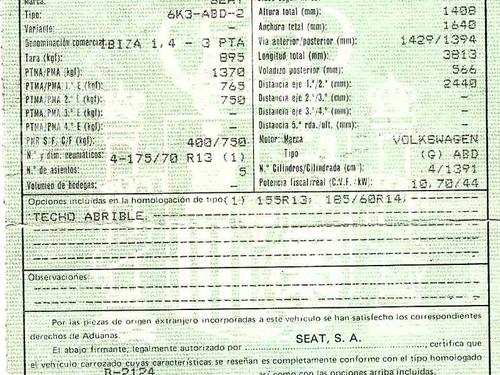 Marca: SEAT
Tipo: 6K3-ABD-2
Variante: —
Denominación comercial: IBIZA 1,4 - 3 PTA
Tara (kgf): 895
PTMA/PMA (kgf): 1370
PTMA/PMA 1.º E (kgf): 765
PTMA/PMA 2.º E (kgf): 750
PTMA/PMA 3.º E (kgf): —
PTMA/PMA 4.º E (kgf): —
PMR S/F, C/F (kgf): 400/750
N.º y dim. neumáticos: 4-175/70 R13 (1)
N.º de asientos: 5
Volumen de bodegas: —
Altura total (mm): 1408
Anchura total (mm): 1640
Vía anterior/posterior (mm): 1429/1394
Longitud total (mm): 3813
Voladizo posterior (mm): 566
Distancia eje 1.º/2.º (mm): 2440
Distancia eje 2.º/3.º (mm): —
Distancia eje 3.º/4.º (mm): —
Distancia 5.ª rda./ult. (mm): —
Motor: Marca VOLKSWAGEN
Tipo (G) ABD
N.º Cilindros/Cilindrada (cm³) 4/1391
Potencia fiscal/real (C.V.F./kW): 10,70/44
Opciones incluidas en la homologación de tipo (1) 155R13, 185/60R14,
TECHO ABRIBLE.
Observaciones:
Por las piezas de origen extranjero incorporadas a este vehículo se han satisfecho los correspondientes
derechos de Aduanas.
El abajo firmante, legalmente autorizado por SEAT, S.A., certifica que
el vehículo carrozado cuyas características se reseñan es completamente conforme con el tipo homologado
B-2124 así como con las opciones arriba incluidas.